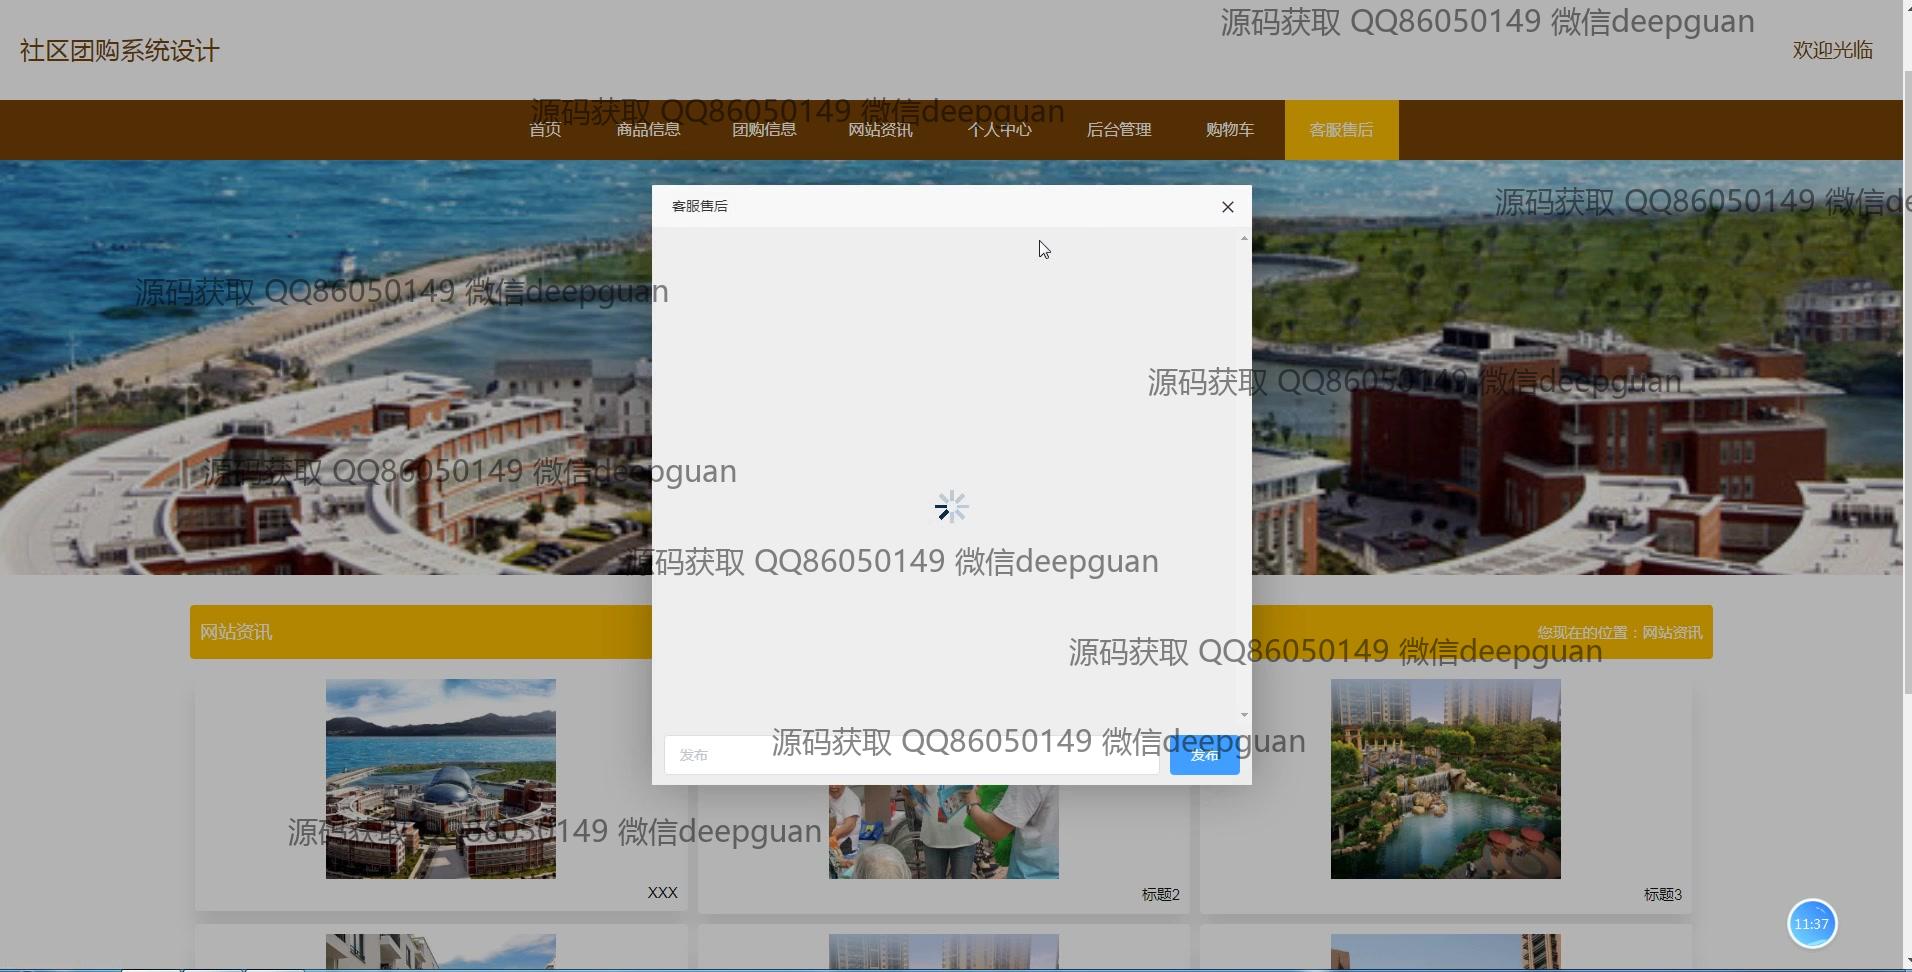 源码获取 QQ86050149 微信deepguan
社区团购系统设计
欢迎光临
源码获取 QQ86050149 微信deepguan
首页 商品信息 团购信息 网站资讯 个人中心 后台管理 购物车 客服售后
源码获取 QQ86050149 微信de
客服售后
源码获取 QQ86050149 微信deepguan
源码获取 QQ86050149 微信deepguan
源码获取 QQ86050149 微信deepguan
源码获取 QQ86050149 微信deepguan
网站资讯
您现在的位置：网站资讯
源码获取 QQ86050149 微信deepguan
源码获取 QQ86050149 微信deepguan
发布
发布
源码获取 QQ86050149 微信deepguan
XXX
标题2
标题3
11:37